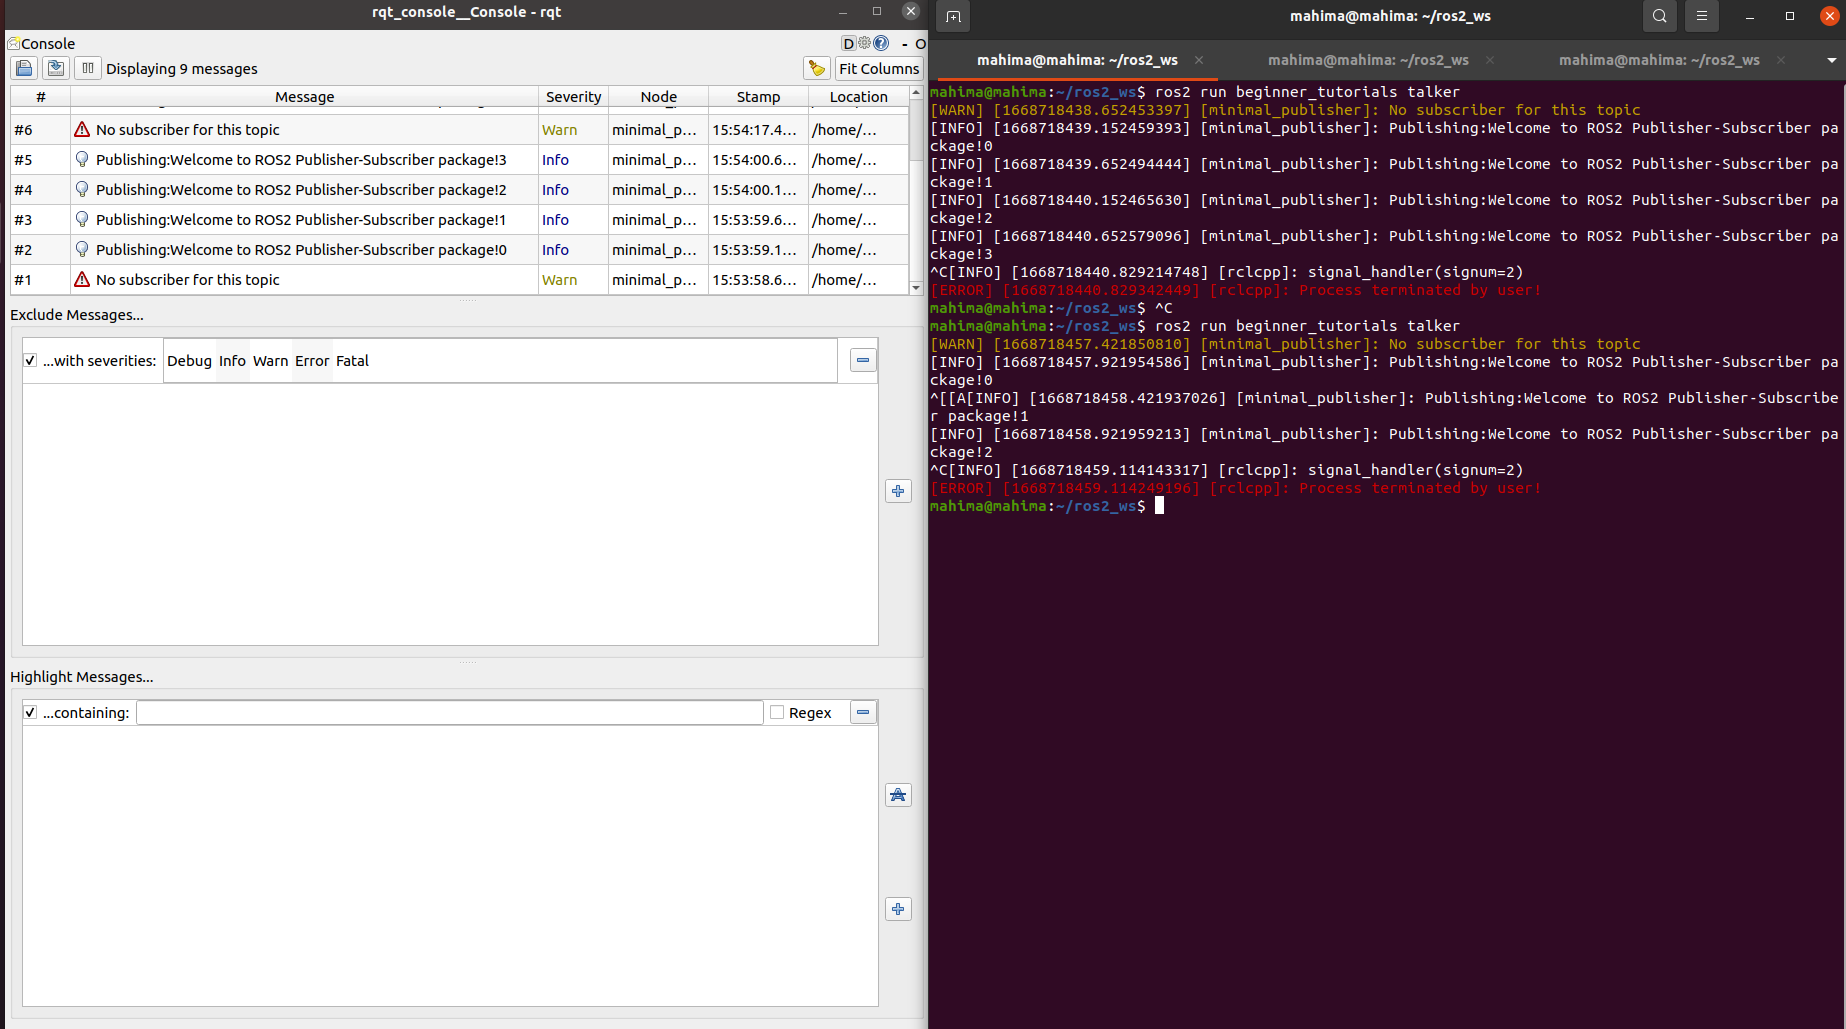 rqt_console__Console - rqt
Console
D
- O
Displaying 9 messages
Fit Columns
# Message Severity Node Stamp Location
#6 No subscriber for this topic Warn minimal_p... 15:54:17.4... /home/...
#5 Publishing:Welcome to ROS2 Publisher-Subscriber package!3 Info minimal_p... 15:54:00.6... /home/...
#4 Publishing:Welcome to ROS2 Publisher-Subscriber package!2 Info minimal_p... 15:54:00.1... /home/...
#3 Publishing:Welcome to ROS2 Publisher-Subscriber package!1 Info minimal_p... 15:53:59.6... /home/...
#2 Publishing:Welcome to ROS2 Publisher-Subscriber package!0 Info minimal_p... 15:53:59.1... /home/...
#1 No subscriber for this topic Warn minimal_p... 15:53:58.6... /home/...
Exclude Messages...
...with severities: Debug Info Warn Error Fatal
Highlight Messages...
...containing: Regex
mahima@mahima: ~/ros2_ws
mahima@mahima: ~/ros2_ws mahima@mahima: ~/ros2_ws mahima@mahima: ~/ros2_ws
mahima@mahima:~/ros2_ws$ ros2 run beginner_tutorials talker
[WARN] [1668718438.652453397] [minimal_publisher]: No subscriber for this topic
[INFO] [1668718439.152459393] [minimal_publisher]: Publishing:Welcome to ROS2 Publisher-Subscriber pa
ckage!0
[INFO] [1668718439.652494444] [minimal_publisher]: Publishing:Welcome to ROS2 Publisher-Subscriber pa
ckage!1
[INFO] [1668718440.152465630] [minimal_publisher]: Publishing:Welcome to ROS2 Publisher-Subscriber pa
ckage!2
[INFO] [1668718440.652579096] [minimal_publisher]: Publishing:Welcome to ROS2 Publisher-Subscriber pa
ckage!3
^C[INFO] [1668718440.829214748] [rclcpp]: signal_handler(signum=2)
[ERROR] [1668718440.829342449] [rclcpp]: Process terminated by user!
mahima@mahima:~/ros2_ws$ ^C
mahima@mahima:~/ros2_ws$ ros2 run beginner_tutorials talker
[WARN] [1668718457.421850810] [minimal_publisher]: No subscriber for this topic
[INFO] [1668718457.921954586] [minimal_publisher]: Publishing:Welcome to ROS2 Publisher-Subscriber pa
ckage!0
^[[A[INFO] [1668718458.421937026] [minimal_publisher]: Publishing:Welcome to ROS2 Publisher-Subscribe
r package!1
[INFO] [1668718458.921959213] [minimal_publisher]: Publishing:Welcome to ROS2 Publisher-Subscriber pa
ckage!2
^C[INFO] [1668718459.114143317] [rclcpp]: signal_handler(signum=2)
[ERROR] [1668718459.114249196] [rclcpp]: Process terminated by user!
mahima@mahima:~/ros2_ws$